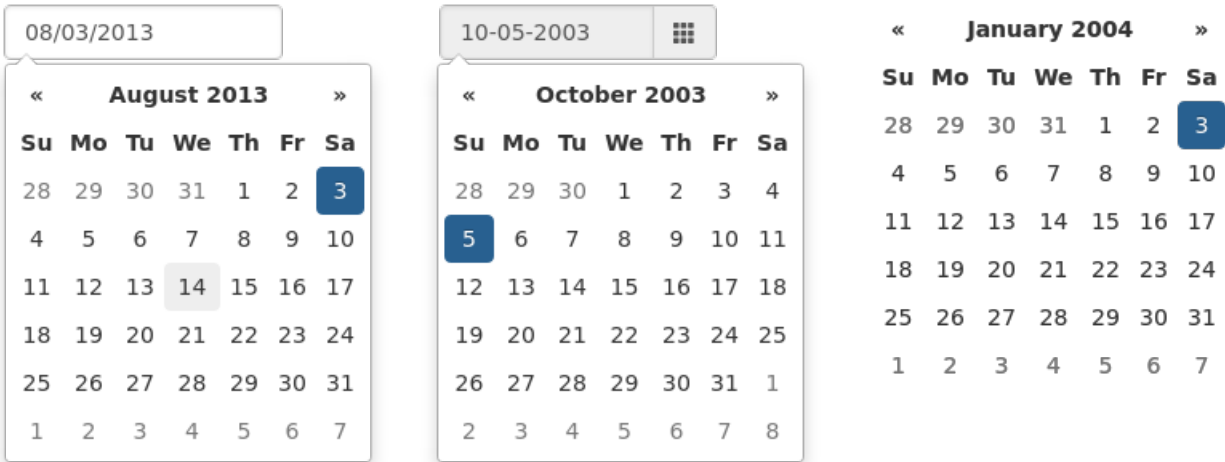 08/03/2013
« August 2013 »
Su Mo Tu We Th Fr Sa
28 29 30 31 1 2 3
4 5 6 7 8 9 10
11 12 13 14 15 16 17
18 19 20 21 22 23 24
25 26 27 28 29 30 31
1 2 3 4 5 6 7
10-05-2003
« October 2003 »
Su Mo Tu We Th Fr Sa
28 29 30 1 2 3 4
5 6 7 8 9 10 11
12 13 14 15 16 17 18
19 20 21 22 23 24 25
26 27 28 29 30 31 1
2 3 4 5 6 7 8
« January 2004 »
Su Mo Tu We Th Fr Sa
28 29 30 31 1 2 3
4 5 6 7 8 9 10
11 12 13 14 15 16 17
18 19 20 21 22 23 24
25 26 27 28 29 30 31
1 2 3 4 5 6 7